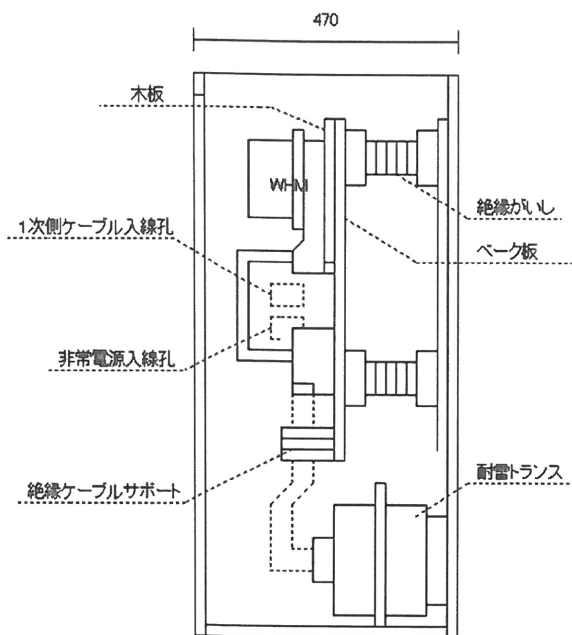 470
木板
WHM
絶縁がいし
1次側ケーブル入線孔
ベーク板
非常電源入線孔
絶縁ケーブルサポート
耐雷トランス